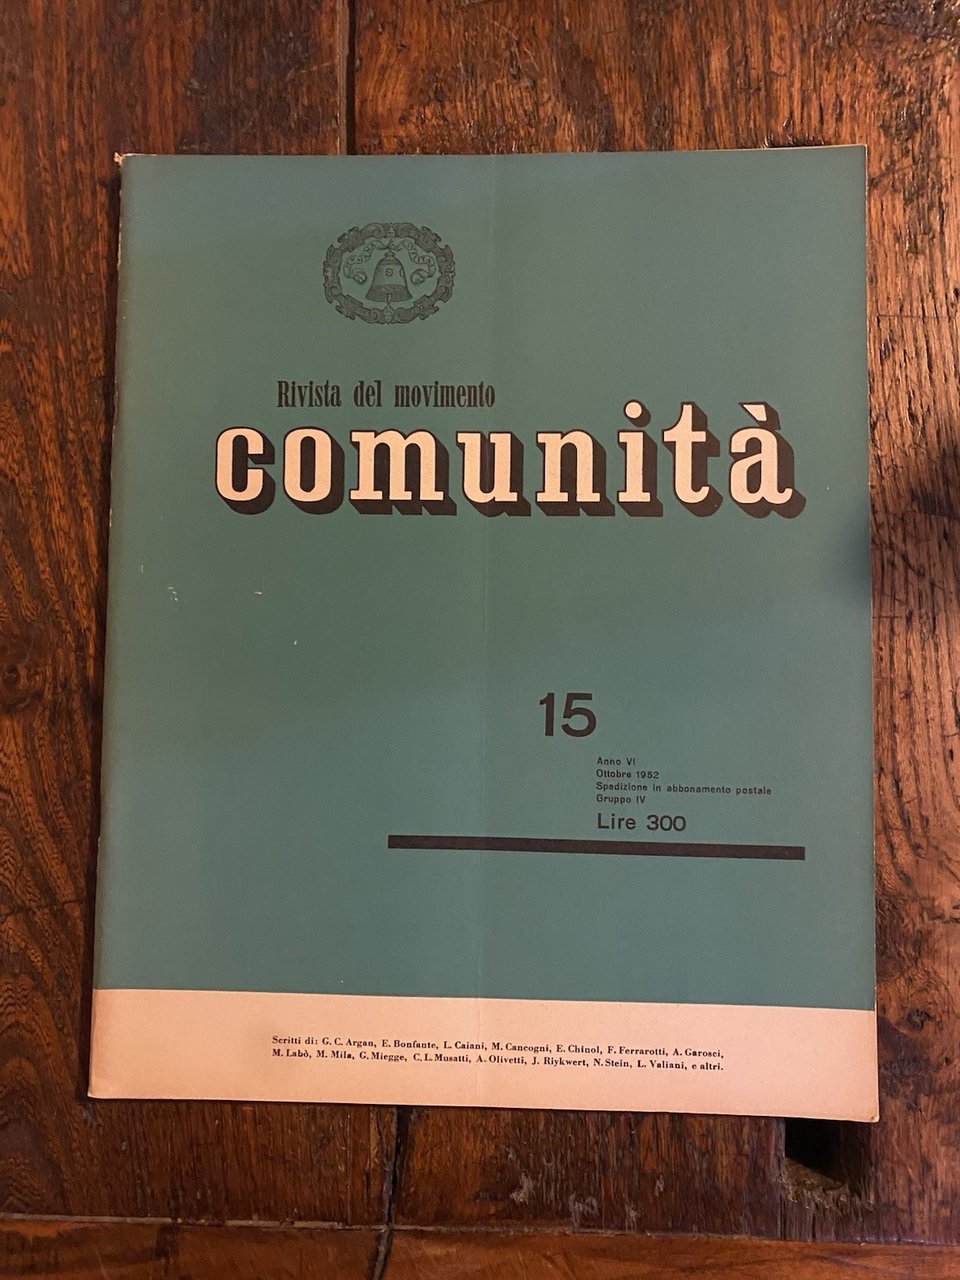 Rivista del movimento
comunità
15
Anno VI
Ottobre 1952
Spedizione in abbonamento postale
Gruppo IV
Lire 300
Scritti di: G. C. Argan, E. Bonfante, L. Caiani, M. Cancogni, E. Chinol, F. Ferrarotti, A. Garosci,
M. Labò, M. Mila, G. Miegge, C. L. Musatti, A. Olivetti, J. Riykwert, N. Stein, L. Valiani, e altri.